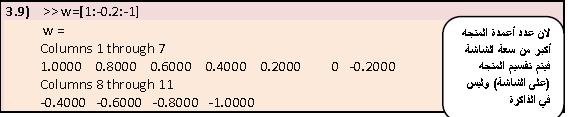 3.9) >>w=[1:-0.2:-1]
w =
Columns 1 through 7
1.0000 0.8000 0.6000 0.4000 0.2000 0 -0.2000
Columns 8 through 11
-0.4000 -0.6000 -0.8000 -1.0000
لان عدد أعمدة المتجه
أكبر من سعة الشاشة
فيتم تقسيم المتجه
(على الشاشة) وليس
في الذاكرة